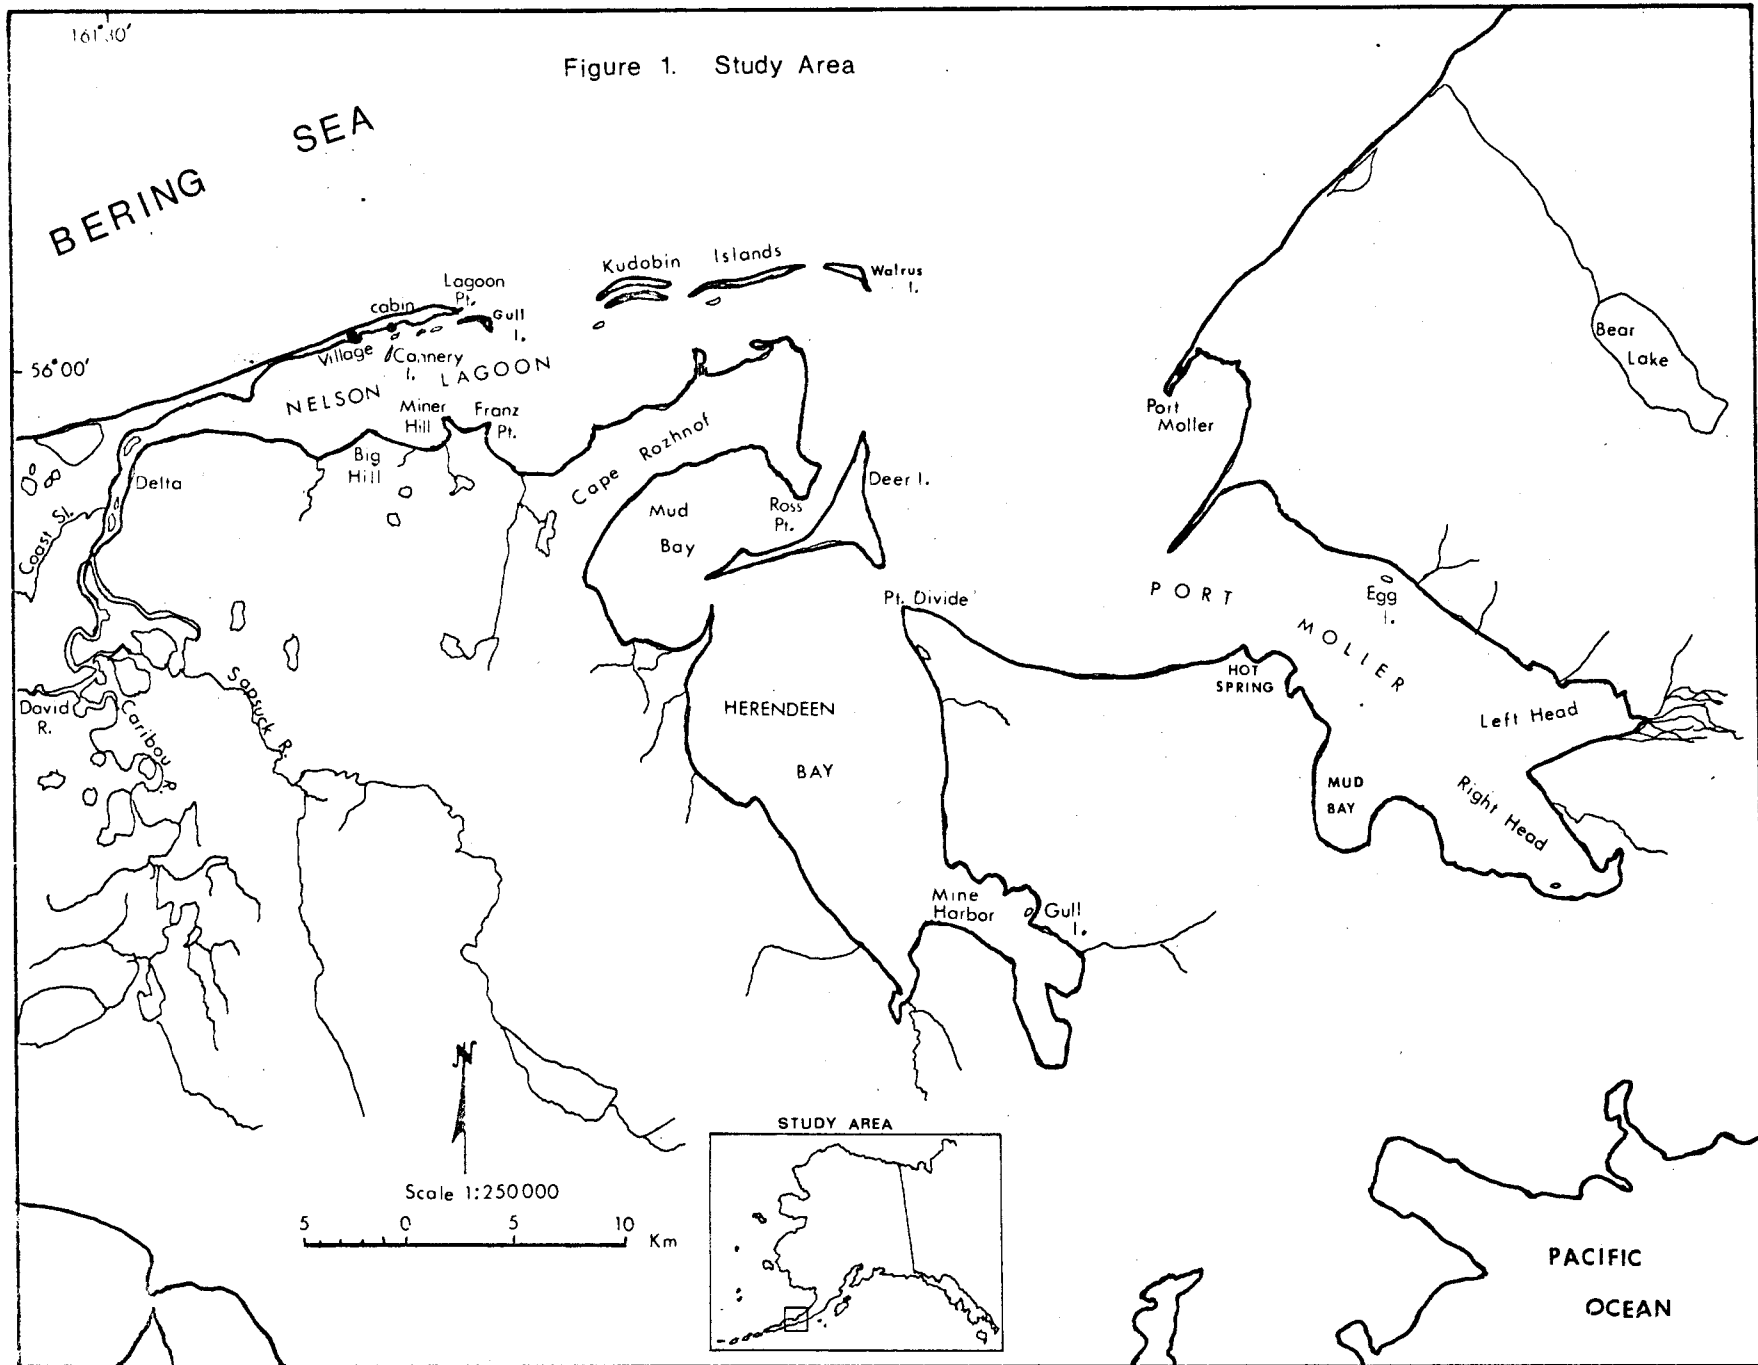 161°30'
Figure 1. Study Area
BERING SEA
Kudobin Islands
Walrus
I.
Lagoon
Pt.
cabin
Gull
I.
Village
Cannery
I.
56°00'
NELSON LAGOON
Bear
Lake
Miner
Hill
Franz
Pt.
Port
Moller
Cape Rozhnof
Big
Hill
Delta
Deer I.
Mud
Bay
Ross
Pt.
Coast Sl.
PORT
MOLLER
Egg
I.
Pt. Divide
HOT
SPRING
David
R.
Caribou R.
Sapsuck R.
HERENDEEN
BAY
Left Head
Right Head
MUD
BAY
Mine
Harbor
Gull
I.
N
STUDY AREA
Scale 1:250000
5 0 5 10 Km
PACIFIC
OCEAN